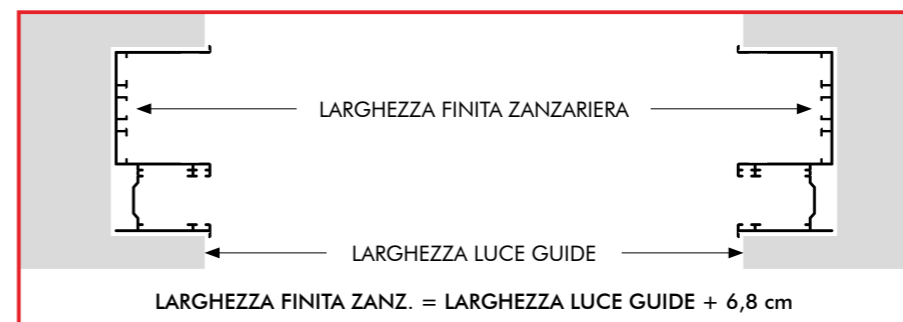 LARGHEZZA FINITA ZANZARIERA
LARGHEZZA LUCE GUIDE
LARGHEZZA FINITA ZANZ. = LARGHEZZA LUCE GUIDE + 6,8 cm